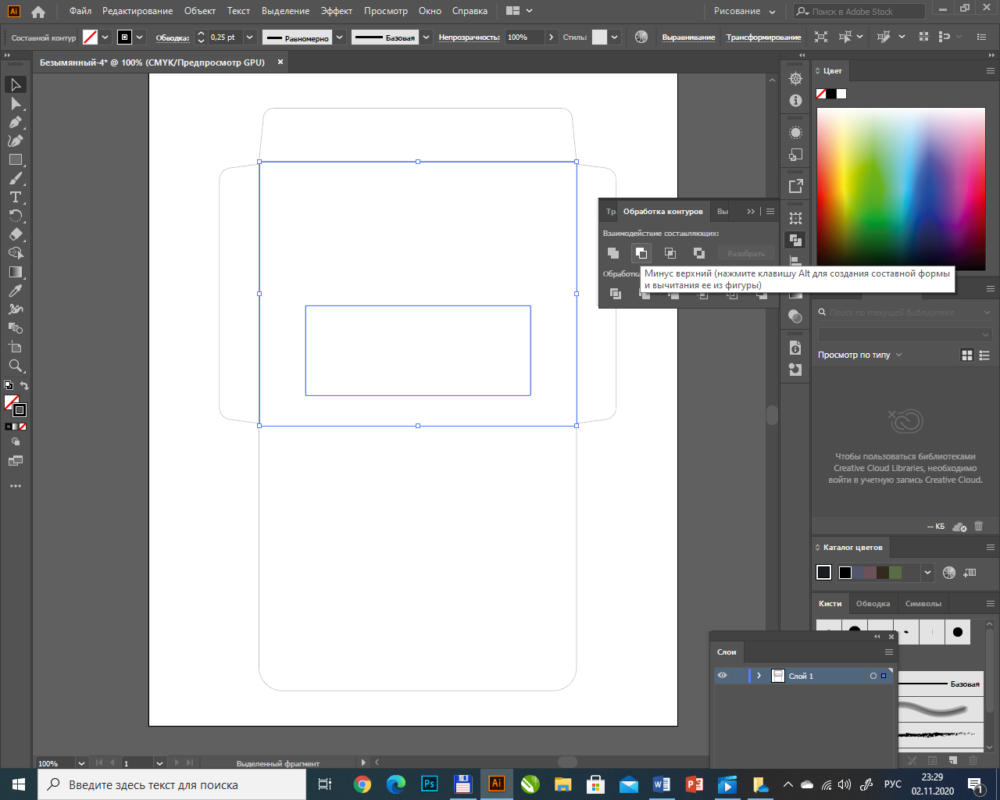 Ai Файл Редактирование Объект Текст Выделение Эффект Просмотр Окно Справка Рисование Поиск в Adobe Stock
Составной контур Обводка: 0,25 pt Равномерно Базовая Непрозрачность: 100% Стиль: Выравнивание Трансформирование
Безымянный-4* @ 100% (CMYK/Предпросмотр GPU)
Цвет
Тр Обработка контуров Вы
Взаимодействие составляющих:
Разобрать
Обработка
Минус верхний (нажмите клавишу Alt для создания составной формы
и вычитания ее из фигуры)
Поиск по текущей библиотеке
Просмотр по типу
Чтобы пользоваться библиотеками
Creative Cloud Libraries, необходимо
войти в учетную запись Creative Cloud.
-- КБ
Каталог цветов
Кисти Обводка Символы
Слои
Слой 1
Базовая
100% 1 Выделенный фрагмент
Введите здесь текст для поиска
Ps Ai
РУС
23:29
02.11.2020
1